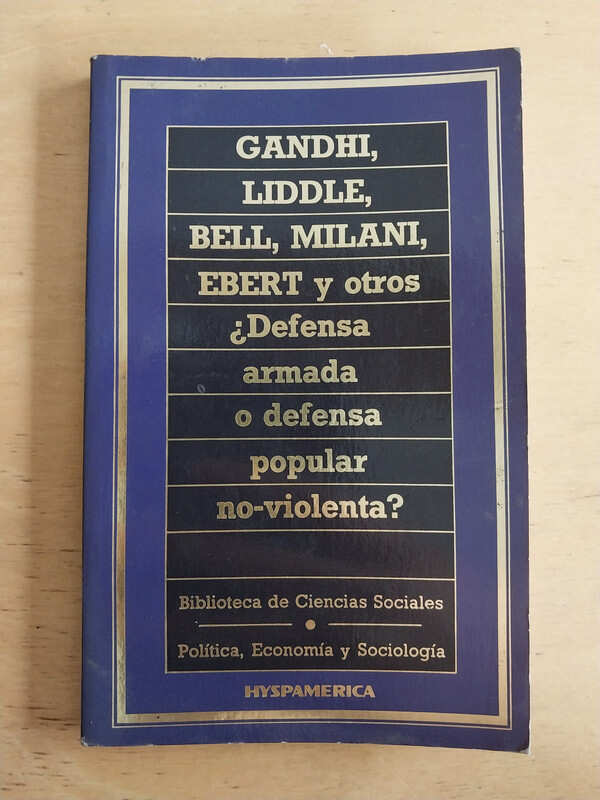 GANDHI,
LIDDLE,
BELL, MILANI,
EBERT y otros
¿Defensa
armada
o defensa
popular
no-violenta?
Biblioteca de Ciencias Sociales
Política, Economía y Sociología
HYSPAMERICA